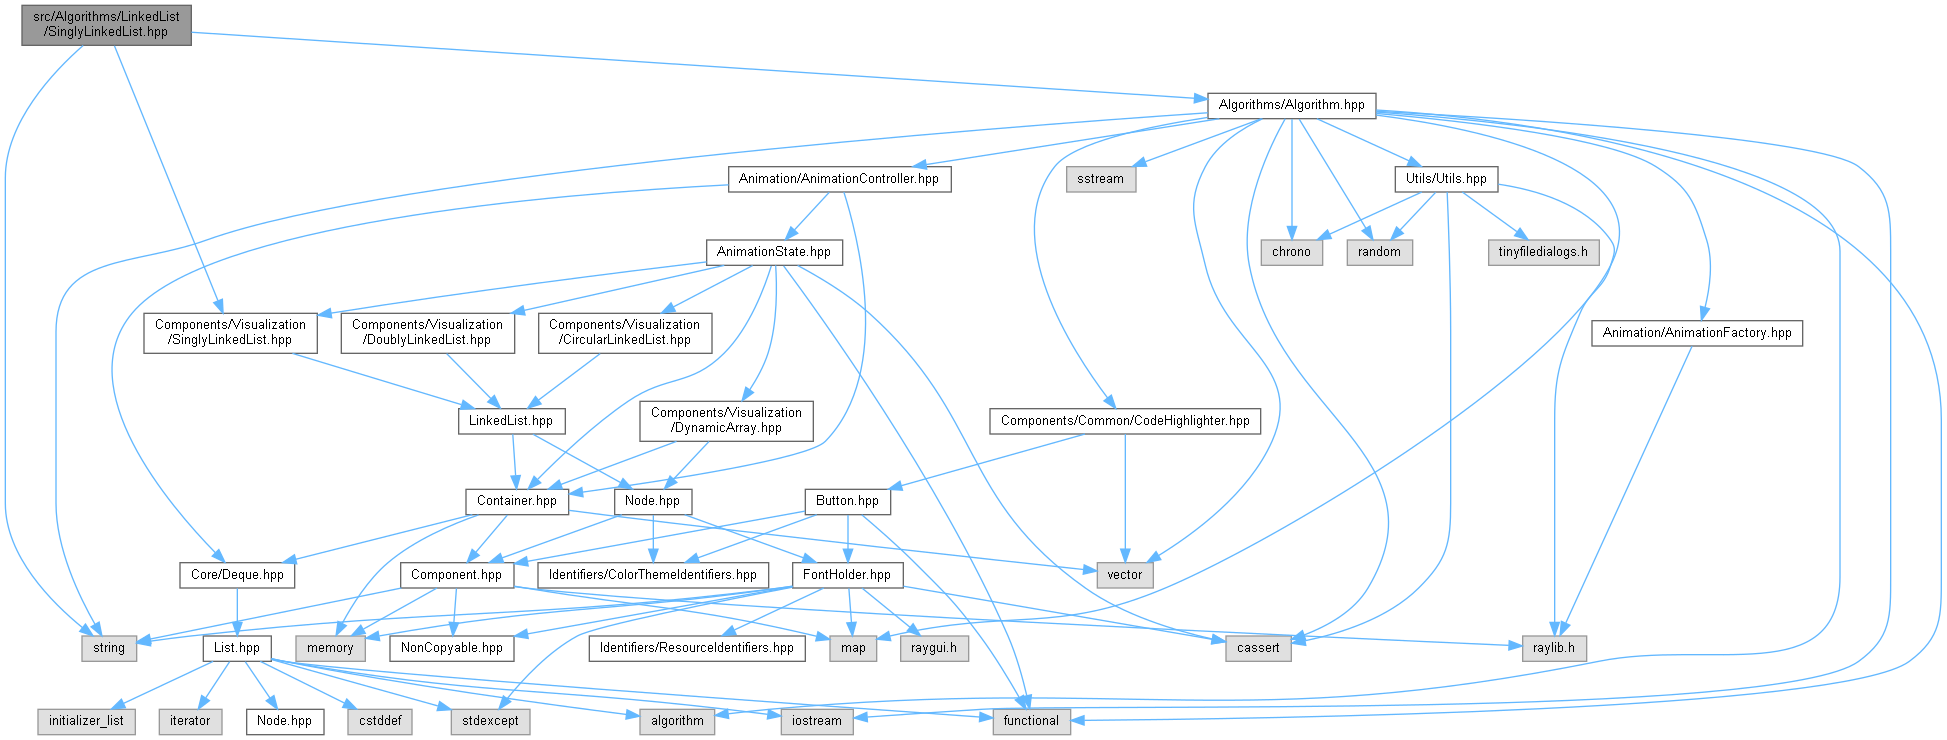 src/Algorithms/LinkedList
/SinglyLinkedList.hpp
Algorithms/Algorithm.hpp
Animation/AnimationController.hpp
sstream
Utils/Utils.hpp
AnimationState.hpp
chrono
random
tinyfiledialogs.h
Components/Visualization
/SinglyLinkedList.hpp
Components/Visualization
/DoublyLinkedList.hpp
Components/Visualization
/CircularLinkedList.hpp
Animation/AnimationFactory.hpp
LinkedList.hpp
Components/Visualization
/DynamicArray.hpp
Components/Common/CodeHighlighter.hpp
Container.hpp
Node.hpp
Button.hpp
Core/Deque.hpp
Component.hpp
Identifiers/ColorThemeIdentifiers.hpp
FontHolder.hpp
vector
string
List.hpp
memory
NonCopyable.hpp
Identifiers/ResourceIdentifiers.hpp
map
raygui.h
cassert
raylib.h
initializer_list
iterator
Node.hpp
cstddef
stdexcept
algorithm
iostream
functional